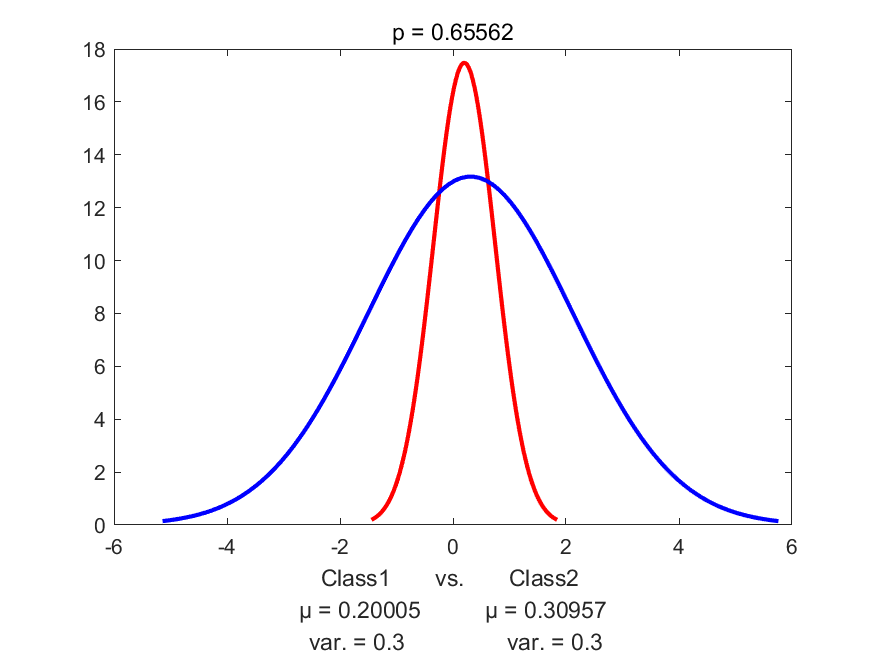 p = 0.65562
18
16
14
12
10
8
6
4
2
0
-6 -4 -2 0 2 4 6
Class1 vs. Class2
μ = 0.20005 μ = 0.30957
var. = 0.3 var. = 0.3